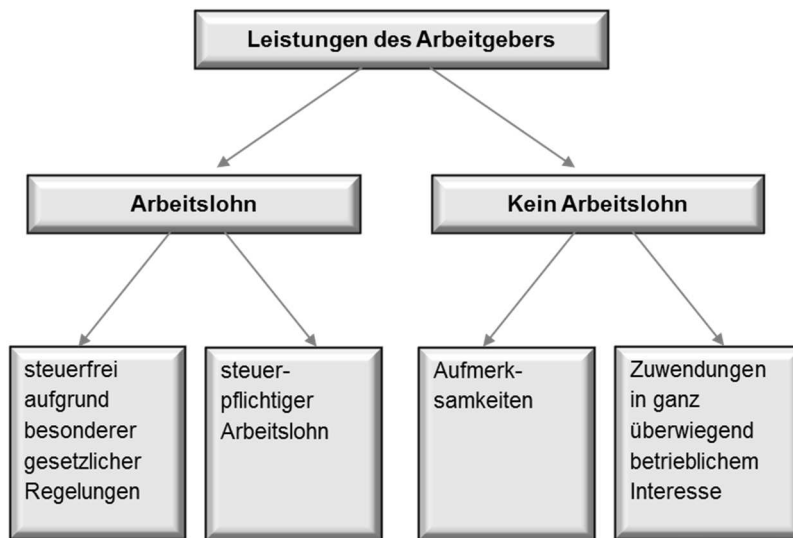 Leistungen des Arbeitgebers
Arbeitslohn
Kein Arbeitslohn
steuerfrei
aufgrund
besonderer
gesetzlicher
Regelungen
steuer-
pflichtiger
Arbeitslohn
Aufmerk-
samkeiten
Zuwendungen
in ganz
überwiegend
betrieblichem
Interesse